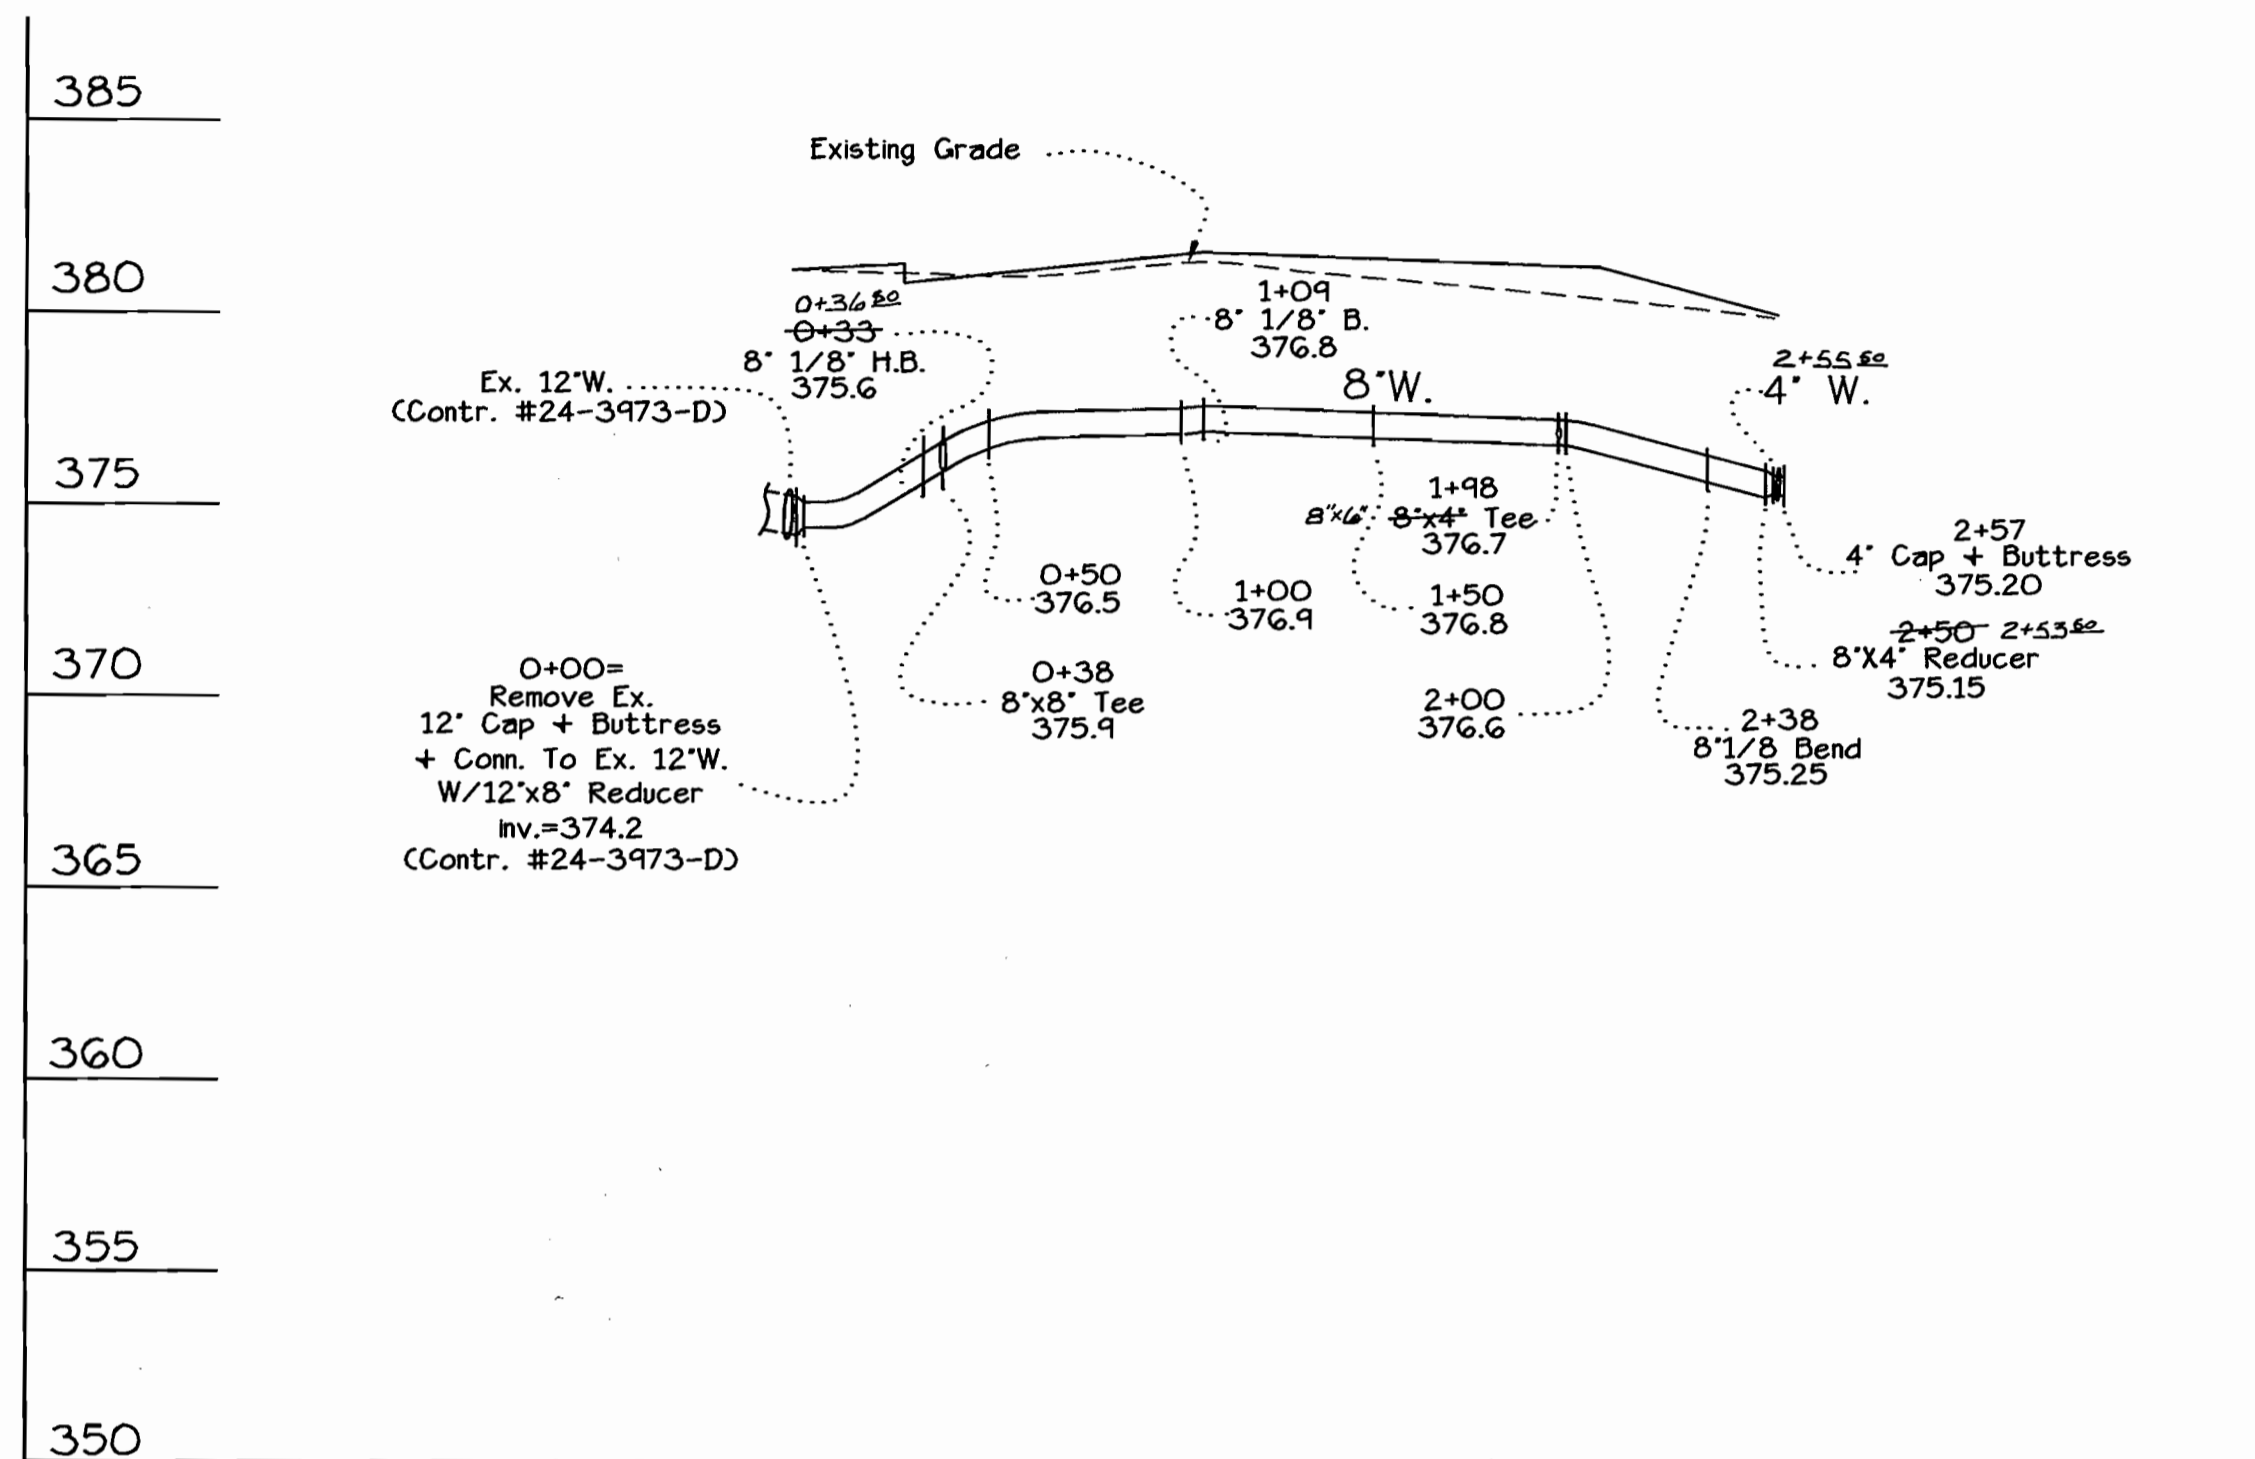 385
Existing Grade
380
0+36 50
0+33
8" 1/8" H.B.
375.6
1+09
8" 1/8" B.
376.8
8"W.
2+55 50
4" W.
Ex. 12"W.
(Contr. #24-3973-D)
375
1+98
8"x6" 8"x4" Tee
376.7
2+57
4" Cap + Buttress
375.20
0+50
376.5
1+00
376.9
1+50
376.8
2+50 2+53 60
8"X4" Reducer
375.15
370
0+00=
Remove Ex.
12" Cap + Buttress
+ Conn. To Ex. 12"W.
W/12"x8" Reducer
inv.=374.2
(Contr. #24-3973-D)
0+38
8"x8" Tee
375.9
2+00
376.6
2+38
8"1/8 Bend
375.25
365
360
355
350